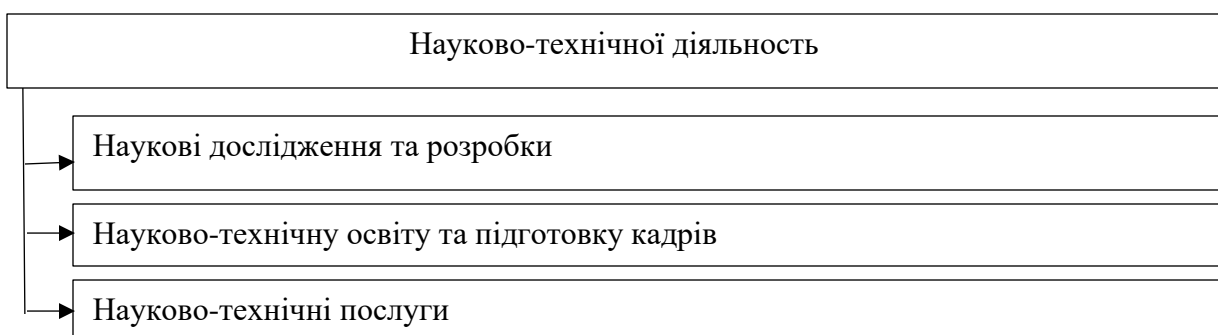 Науково-технічної діяльность
Наукові дослідження та розробки
Науково-технічну освіту та підготовку кадрів
Науково-технічні послуги